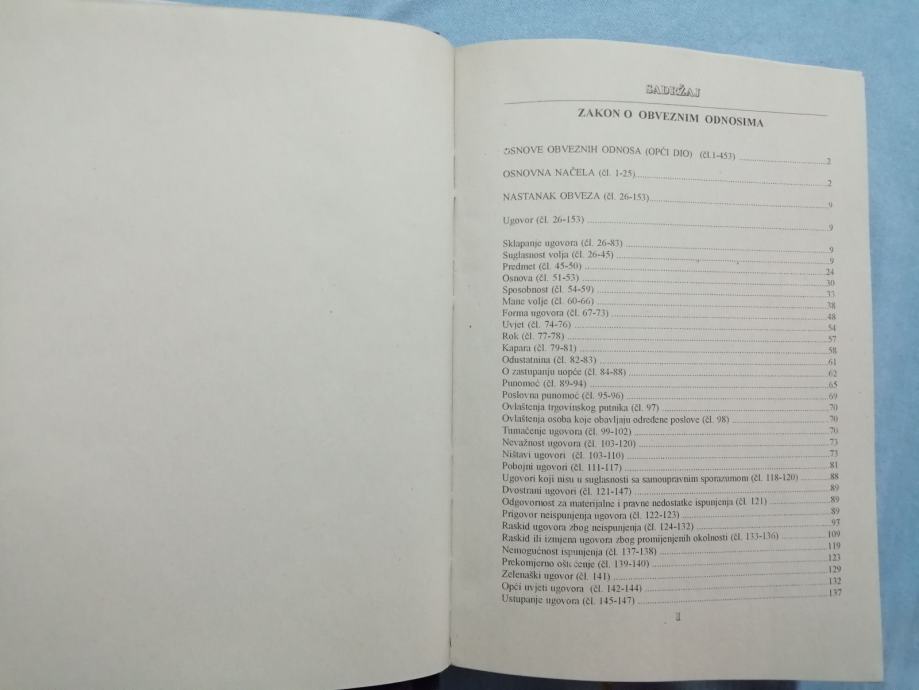 SADRŽAJ
ZAKON O OBVEZNIM ODNOSIMA
OSNOVE OBVEZNIH ODNOSA (OPĆI DIO) (čl.1-453) ........ 2
OSNOVNA NAČELA (čl. 1-25)........ 2
NASTANAK OBVEZA (čl. 26-153)........ 9
Ugovor (čl. 26-153) ........ 9
Sklapanje ugovora (čl. 26-83) ........ 9
Suglasnost volja (čl. 26-45) ........ 9
Predmet (čl. 45-50) ........ 24
Osnova (čl. 51-53) ........ 30
Sposobnost (čl. 54-59) ........ 33
Mane volje (čl. 60-66) ........ 38
Forma ugovora (čl. 67-73) ........ 48
Uvjet (čl. 74-76) ........ 54
Rok (čl. 77-78) ........ 57
Kapara (čl. 79-81) ........ 58
Odustatnina (čl. 82-83) ........ 61
O zastupanju uopće (čl. 84-88) ........ 62
Punomoć (čl. 89-94) ........ 65
Poslovna punomoć (čl. 95-96) ........ 69
Ovlaštenja trgovinskog putnika (čl. 97) ........ 70
Ovlaštenja osoba koje obavljaju određene poslove (čl. 98) ........ 70
Tumačenje ugovora (čl. 99-102) ........ 70
Nevažnost ugovora (čl. 103-120) ........ 73
Ništavi ugovori (čl. 103-110) ........ 73
Pobojni ugovori (čl. 111-117) ........ 81
Ugovori koji nisu u suglasnosti sa samoupravnim sporazumom (čl. 118-120) ........ 88
Dvostrani ugovori (čl. 121-147) ........ 89
Odgovornost za materijalne i pravne nedostatke ispunjenja (čl. 121) ........ 89
Prigovor neispunjenja ugovora (čl. 122-123) ........ 89
Raskid ugovora zbog neispunjenja (čl. 124-132) ........ 97
Raskid ili izmjena ugovora zbog promijenjenih okolnosti (čl. 133-136) ........ 109
Nemogućnost ispunjenja (čl. 137-138) ........ 119
Prekomjerno oštećenje (čl. 139-140) ........ 123
Zelenaški ugovor (čl. 141) ........ 129
Opći uvjeti ugovora (čl. 142-144) ........ 132
Ustupanje ugovora (čl. 145-147) ........ 137